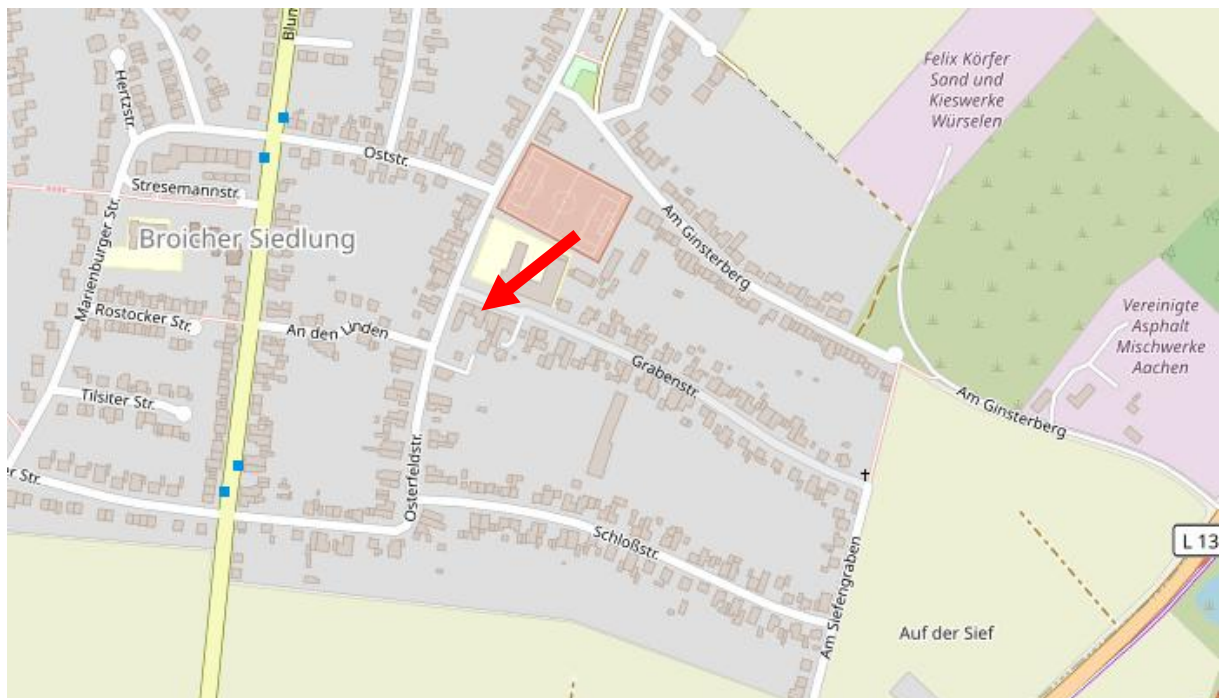 Blum
Felix Körfer
Sand und
Kieswerke
Würselen
Hertzstr.
Oststr.
Stresemannstr.
Am Ginsterberg
Broicher Siedlung
Marienburger Str.
Rostocker Str.
An den Linden
Vereinigte
Asphalt
Mischwerke
Aachen
Grabenstr.
Tilsiter Str.
Am Ginsterberg
Osterfeldstr.
er Str.
Schloßstr.
L 13
Am Siefengraben
Auf der Sief